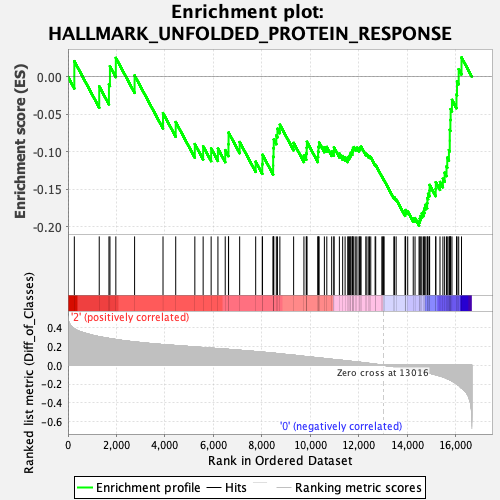 Enrichment plot:
HALLMARK_UNFOLDED_PROTEIN_RESPONSE
Enrichment score (ES)
0.00
-0.05
-0.10
-0.15
-0.20
'2' (positively correlated)
Ranked list metric (Diff_of_Classes)
0.4
0.2
0.0
-0.2
-0.4
-0.6
Zero cross at 13016
'0' (negatively correlated)
0
2,000
4,000
6,000
8,000
10,000
12,000
14,000
16,000
Rank in Ordered Dataset
Enrichment profile
Hits
Ranking metric scores